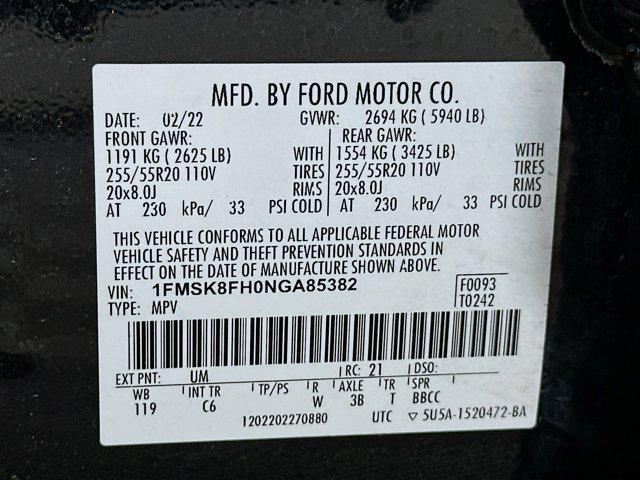 MFD. BY FORD MOTOR CO.
DATE: 02/22 GVWR: 2694 KG ( 5940 LB)
FRONT GAWR: REAR GAWR:
1191 KG ( 2625 LB) WITH 1554 KG ( 3425 LB) WITH
255/55R20 110V TIRES 255/55R20 110V TIRES
20x8.0J RIMS 20x8.0J RIMS
AT 230 kPa/ 33 PSI COLD AT 230 kPa/ 33 PSI COLD
THIS VEHICLE CONFORMS TO ALL APPLICABLE FEDERAL MOTOR
VEHICLE SAFETY AND THEFT PREVENTION STANDARDS IN
EFFECT ON THE DATE OF MANUFACTURE SHOWN ABOVE.
VIN: 1FMSK8FH0NGA85382 F0093
TYPE: MPV T0242
EXT PNT: UM RC: 21 DSO:
WB INT TR TP/PS R AXLE TR SPR
119 C6 W 3B T BBCC
1202202270880 UTC ▽ 5U5A-1520472-BA